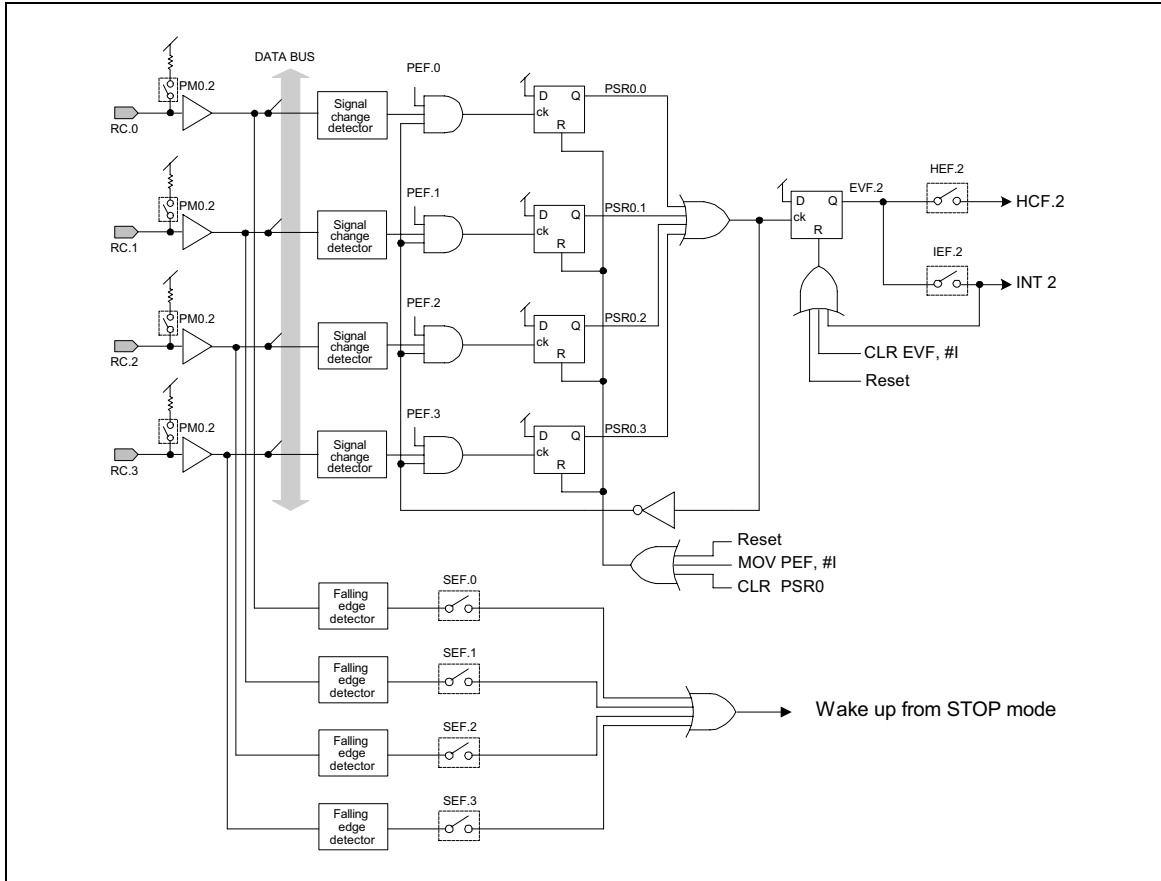 DATA BUS
PM0.2
RC.0
Signal
change
detector
PEF.0
D
Q
ck
R
PSR0.0
PM0.2
RC.1
Signal
change
detector
PEF.1
D
Q
ck
R
PSR0.1
PM0.2
RC.2
Signal
change
detector
PEF.2
D
Q
ck
R
PSR0.2
PM0.2
RC.3
Signal
change
detector
PEF.3
D
Q
ck
R
PSR0.3
D
Q
ck
R
EVF.2
HEF.2
HCF.2
IEF.2
INT 2
CLR EVF, #I
Reset
Reset
MOV PEF, #I
CLR PSR0
Falling
edge
detector
SEF.0
Falling
edge
detector
SEF.1
Falling
edge
detector
SEF.2
Falling
edge
detector
SEF.3
Wake up from STOP mode